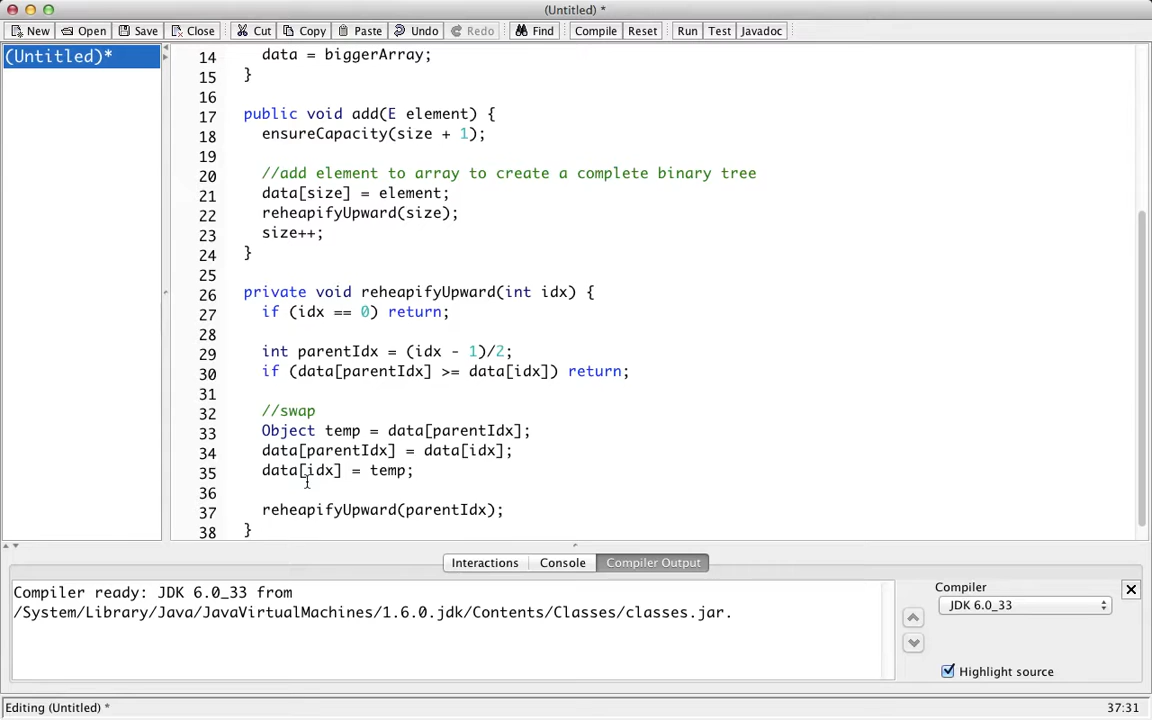 (Untitled) *
New Open Save Close Cut Copy Paste Undo Redo Find Compile Reset Run Test Javadoc
(Untitled)*
14 data = biggerArray;
15 }
16
17 public void add(E element) {
18 ensureCapacity(size + 1);
19
20 //add element to array to create a complete binary tree
21 data[size] = element;
22 reheapifyUpward(size);
23 size++;
24 }
25
26 private void reheapifyUpward(int idx) {
27 if (idx == 0) return;
28
29 int parentIdx = (idx - 1)/2;
30 if (data[parentIdx] >= data[idx]) return;
31
32 //swap
33 Object temp = data[parentIdx];
34 data[parentIdx] = data[idx];
35 data[idx] = temp;
36
37 reheapifyUpward(parentIdx);
38 }
Interactions Console Compiler Output
Compiler ready: JDK 6.0_33 from
/System/Library/Java/JavaVirtualMachines/1.6.0.jdk/Contents/Classes/classes.jar.
Compiler
JDK 6.0_33
Highlight source
Editing (Untitled) *
37:31